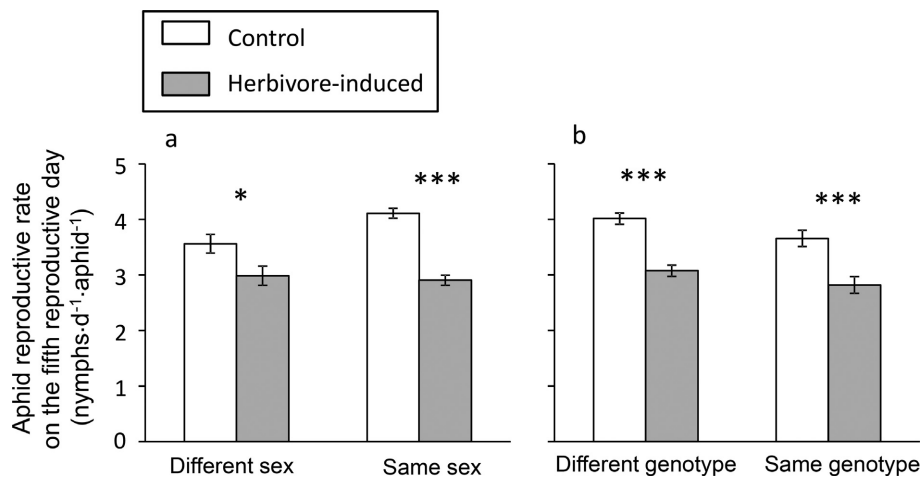 Control
Herbivore-induced
a
b
Aphid reproductive rate
on the fifth reproductive day
(nymphs·d⁻¹·aphid⁻¹)
5
4
3
2
1
0
*
***
***
***
Different sex
Same sex
Different genotype
Same genotype